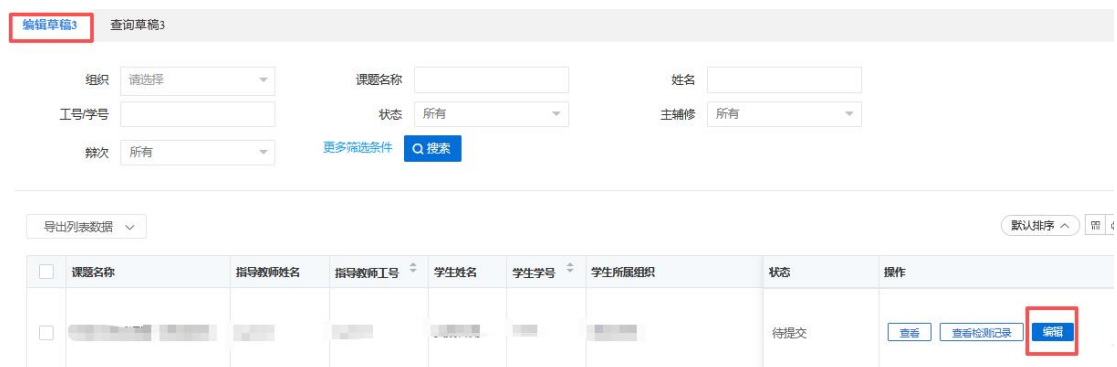 编辑草稿3 查询草稿3
组织 请选择 课题名称 姓名
工号/学号 状态 所有 主辅修 所有
辩次 所有 更多筛选条件 搜索
导出列表数据 默认排序
课题名称 指导教师姓名 指导教师工号 学生姓名 学生学号 学生所属组织 状态 操作
待提交 查看 查看检测记录 编辑